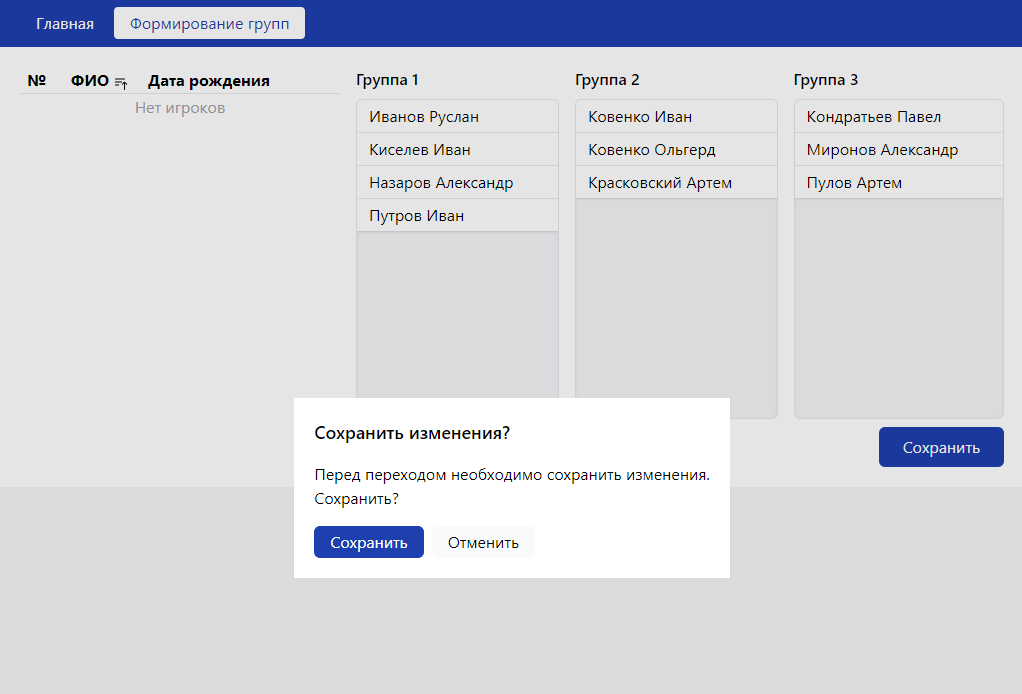 Главная
Формирование групп
№ ФИО Дата рождения
Нет игроков
Группа 1
Иванов Руслан
Киселев Иван
Назаров Александр
Путров Иван
Группа 2
Ковенко Иван
Ковенко Ольгерд
Красковский Артем
Группа 3
Кондратьев Павел
Миронов Александр
Пулов Артем
Сохранить
Сохранить изменения?
Перед переходом необходимо сохранить изменения.
Сохранить?
Сохранить
Отменить